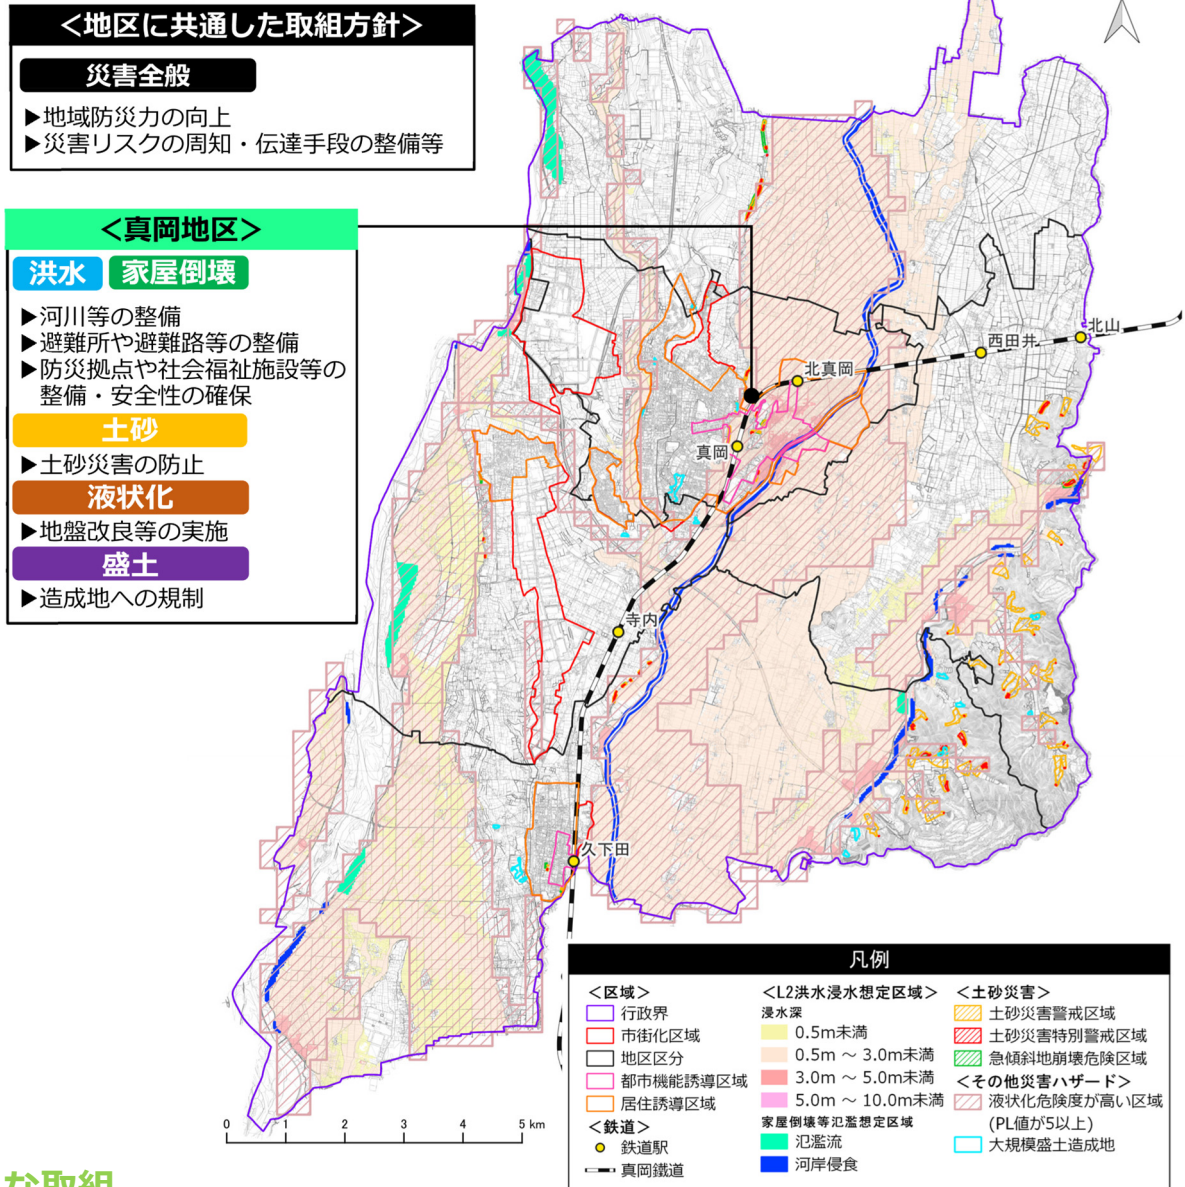 ＜地区に共通した取組方針＞
災害全般
▶地域防災力の向上
▶災害リスクの周知・伝達手段の整備等
＜真岡地区＞
洪水 家屋倒壊
▶河川等の整備
▶避難所や避難路等の整備
▶防災拠点や社会福祉施設等の
整備・安全性の確保
土砂
▶土砂災害の防止
液状化
▶地盤改良等の実施
盛土
▶造成地への規制
北山
西田井
北真岡
真岡
寺内
久下田
凡例
＜区域＞
行政界
市街化区域
地区区分
都市機能誘導区域
居住誘導区域
＜鉄道＞
鉄道駅
真岡鐵道
＜L2洪水浸水想定区域＞
浸水深
0.5m未満
0.5m ～ 3.0m未満
3.0m ～ 5.0m未満
5.0m ～ 10.0m未満
家屋倒壊等氾濫想定区域
氾濫流
河岸侵食
＜土砂災害＞
土砂災害警戒区域
土砂災害特別警戒区域
急傾斜地崩壊危険区域
＜その他災害ハザード＞
液状化危険度が高い区域
(PL値が5以上)
大規模盛土造成地
0 1 2 3 4 5 km
な取組